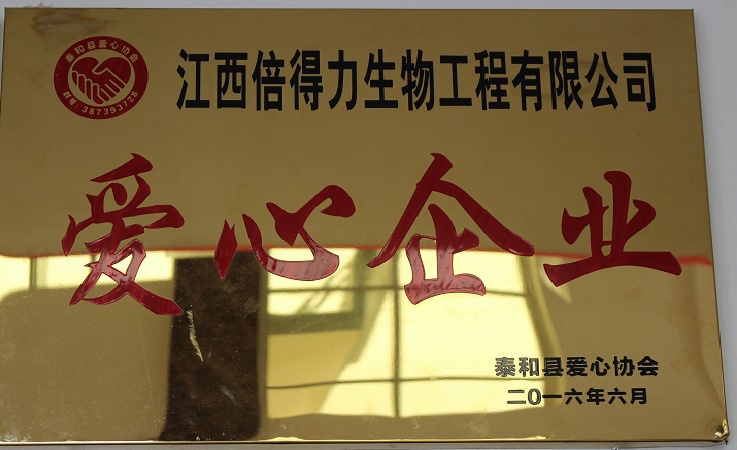 泰和县爱心协会
江西倍得力生物工程有限公司
爱心企业
泰和县爱心协会
二0一六年六月